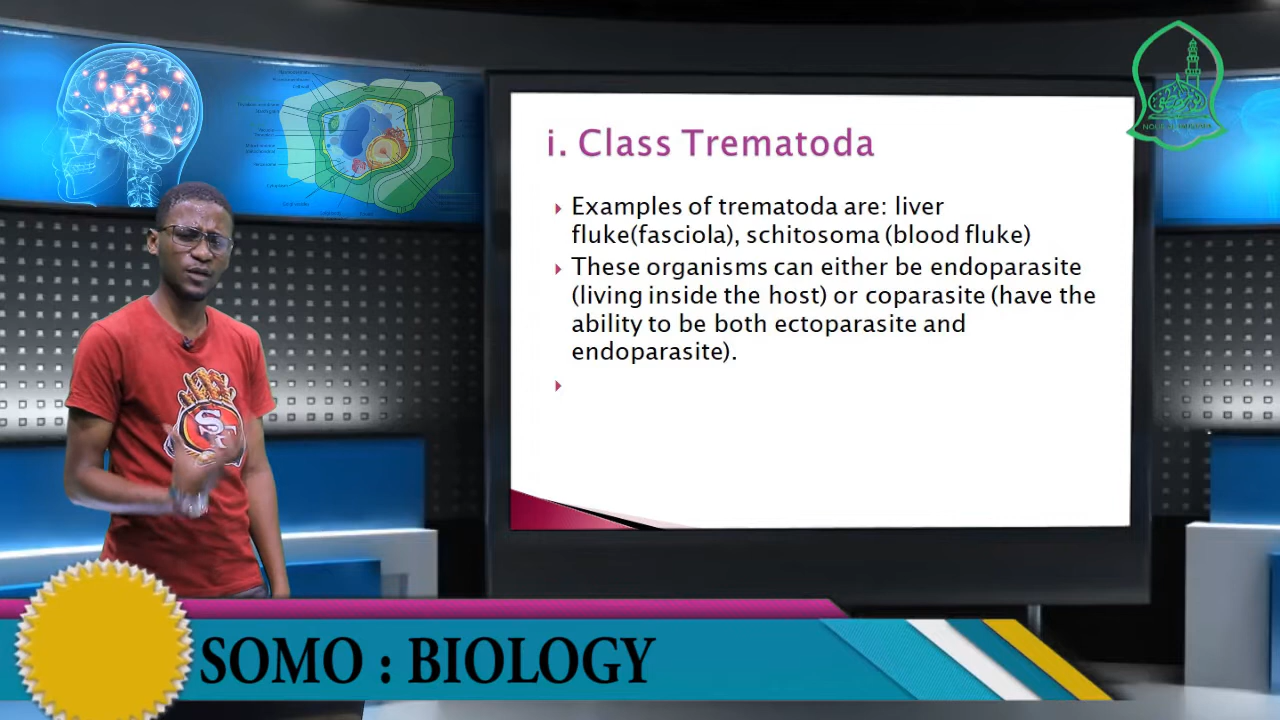 i. Class Trematoda
Examples of trematoda are: liver
fluke(fasciola), schitosoma (blood fluke)
These organisms can either be endoparasite
(living inside the host) or coparasite (have the
ability to be both ectoparasite and
endoparasite).
SF
SOMO : BIOLOGY